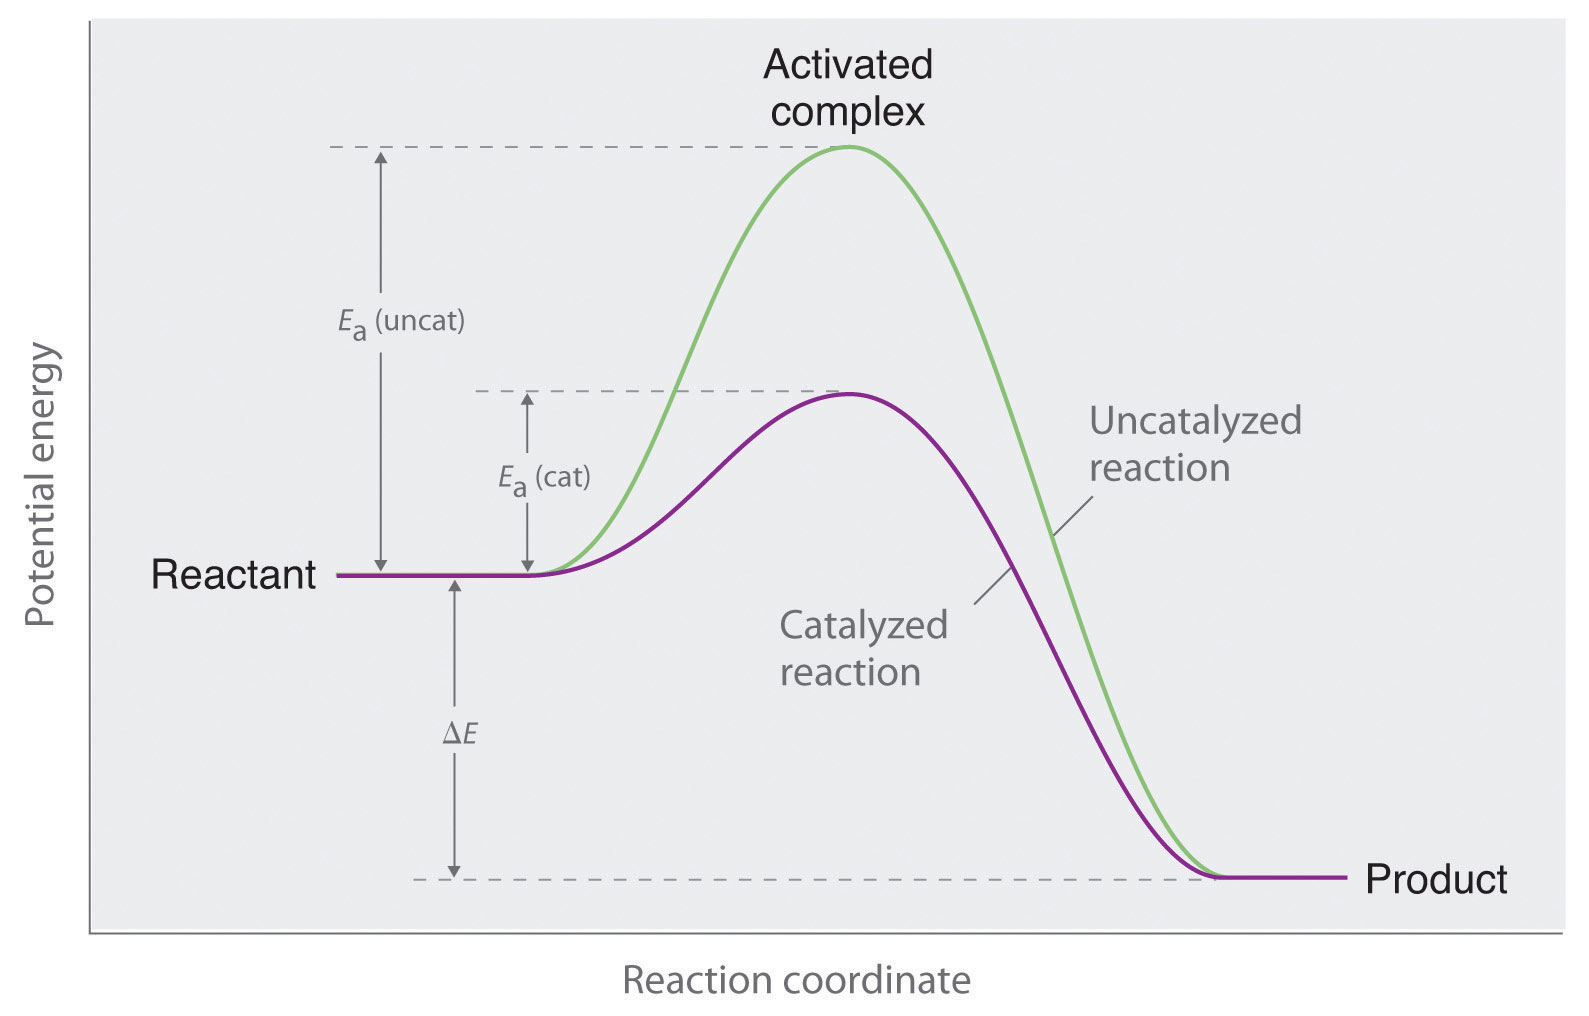 Activated
complex
Ea (uncat)
Ea (cat)
Uncatalyzed
reaction
Reactant
Catalyzed
reaction
ΔE
Product
Potential energy
Reaction coordinate